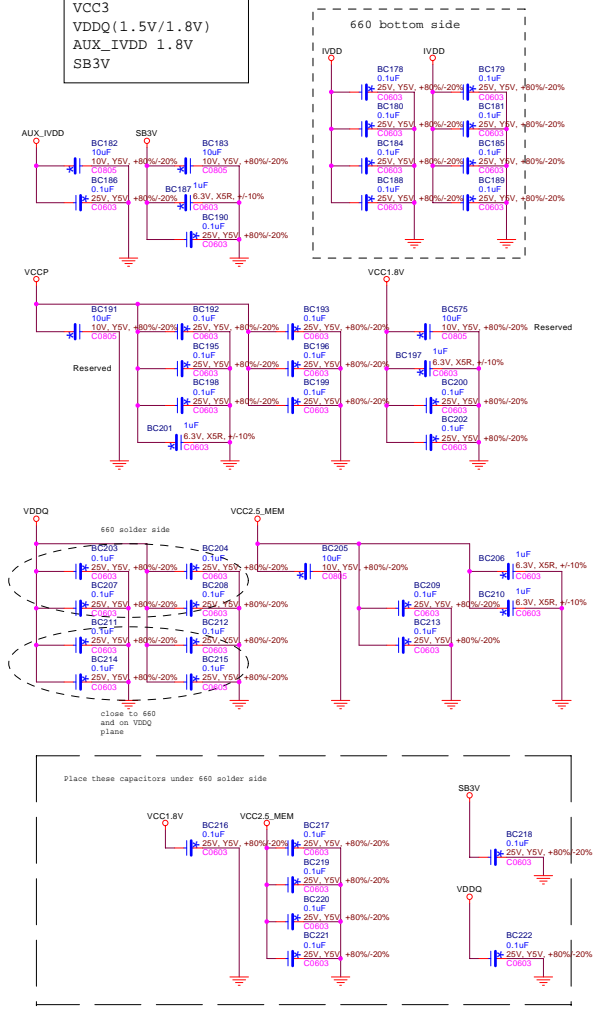 VCC3
VDDQ(1.5V/1.8V)
AUX_IVDD 1.8V
SB3V
660 bottom side
IVDD
IVDD
BC178
0.1uF
25V, Y5V, +80%/-20%
C0603
BC179
0.1uF
25V, Y5V, +80%/-20%
C0603
BC180
0.1uF
25V, Y5V, +80%/-20%
C0603
BC181
0.1uF
25V, Y5V, +80%/-20%
C0603
BC184
0.1uF
25V, Y5V, +80%/-20%
C0603
BC185
0.1uF
25V, Y5V, +80%/-20%
C0603
BC188
0.1uF
25V, Y5V, +80%/-20%
C0603
BC189
0.1uF
25V, Y5V, +80%/-20%
C0603
AUX_IVDD
SB3V
BC182
10uF
10V, Y5V, +80%/-20%
C0805
BC183
10uF
10V, Y5V, +80%/-20%
C0805
BC186
0.1uF
25V, Y5V, +80%/-20%
C0603
BC187
1uF
6.3V, X5R, +/-10%
C0603
BC190
0.1uF
25V, Y5V, +80%/-20%
C0603
VCCP
VCC1.8V
BC191
10uF
10V, Y5V, +80%/-20%
C0805
Reserved
BC192
0.1uF
25V, Y5V, +80%/-20%
C0603
BC193
0.1uF
25V, Y5V, +80%/-20%
C0603
BC575
10uF
10V, Y5V, +80%/-20%
C0805
Reserved
BC195
0.1uF
25V, Y5V, +80%/-20%
C0603
BC196
0.1uF
25V, Y5V, +80%/-20%
C0603
BC197
1uF
6.3V, X5R, +/-10%
C0603
BC198
0.1uF
25V, Y5V, +80%/-20%
C0603
BC199
0.1uF
25V, Y5V, +80%/-20%
C0603
BC200
0.1uF
25V, Y5V, +80%/-20%
C0603
BC201
1uF
6.3V, X5R, +/-10%
C0603
BC202
0.1uF
25V, Y5V, +80%/-20%
C0603
VDDQ
VCC2.5_MEM
660 solder side
BC203
0.1uF
25V, Y5V, +80%/-20%
C0603
BC204
0.1uF
25V, Y5V, +80%/-20%
C0603
BC205
10uF
10V, Y5V, +80%/-20%
C0805
BC206
1uF
6.3V, X5R, +/-10%
C0603
BC207
0.1uF
25V, Y5V, +80%/-20%
C0603
BC208
0.1uF
25V, Y5V, +80%/-20%
C0603
BC209
0.1uF
25V, Y5V, +80%/-20%
C0603
BC210
1uF
6.3V, X5R, +/-10%
C0603
BC211
0.1uF
25V, Y5V, +80%/-20%
C0603
BC212
0.1uF
25V, Y5V, +80%/-20%
C0603
BC213
0.1uF
25V, Y5V, +80%/-20%
C0603
BC214
0.1uF
25V, Y5V, +80%/-20%
C0603
BC215
0.1uF
25V, Y5V, +80%/-20%
C0603
close to 660
and on VDDQ
plane
Place these capacitors under 660 solder side
VCC1.8V
VCC2.5_MEM
SB3V
BC216
0.1uF
25V, Y5V, +80%/-20%
C0603
BC217
0.1uF
25V, Y5V, +80%/-20%
C0603
BC218
0.1uF
25V, Y5V, +80%/-20%
C0603
BC219
0.1uF
25V, Y5V, +80%/-20%
C0603
VDDQ
BC220
0.1uF
25V, Y5V, +80%/-20%
C0603
BC221
0.1uF
25V, Y5V, +80%/-20%
C0603
BC222
0.1uF
25V, Y5V, +80%/-20%
C0603